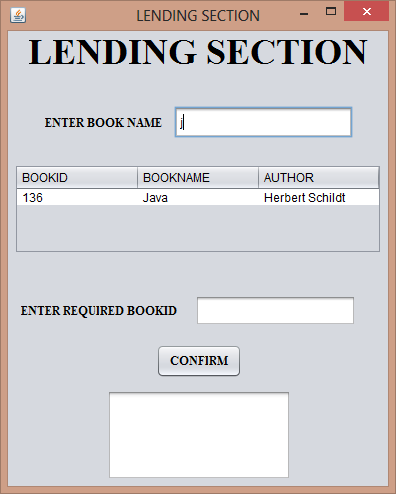 LENDING SECTION
LENDING SECTION
ENTER BOOK NAME j
BOOKID BOOKNAME AUTHOR
136 Java Herbert Schildt
ENTER REQUIRED BOOKID
CONFIRM